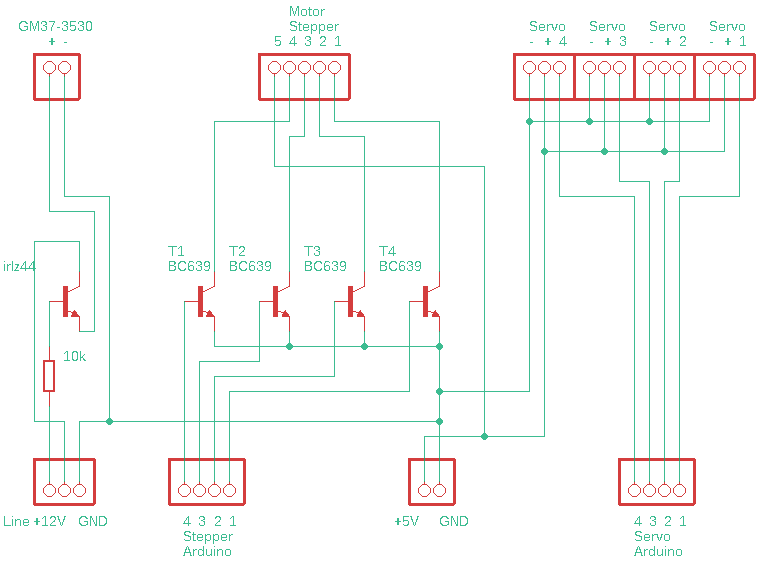 GM37-3530
+ -
Motor
Stepper
5 4 3 2 1
Servo Servo Servo Servo
- + 4 - + 3 - + 2 - + 1
T1 T2 T3 T4
BC639 BC639 BC639 BC639
irlz44
10k
Line +12V GND
4 3 2 1
Stepper
Arduino
+5V GND
4 3 2 1
Servo
Arduino